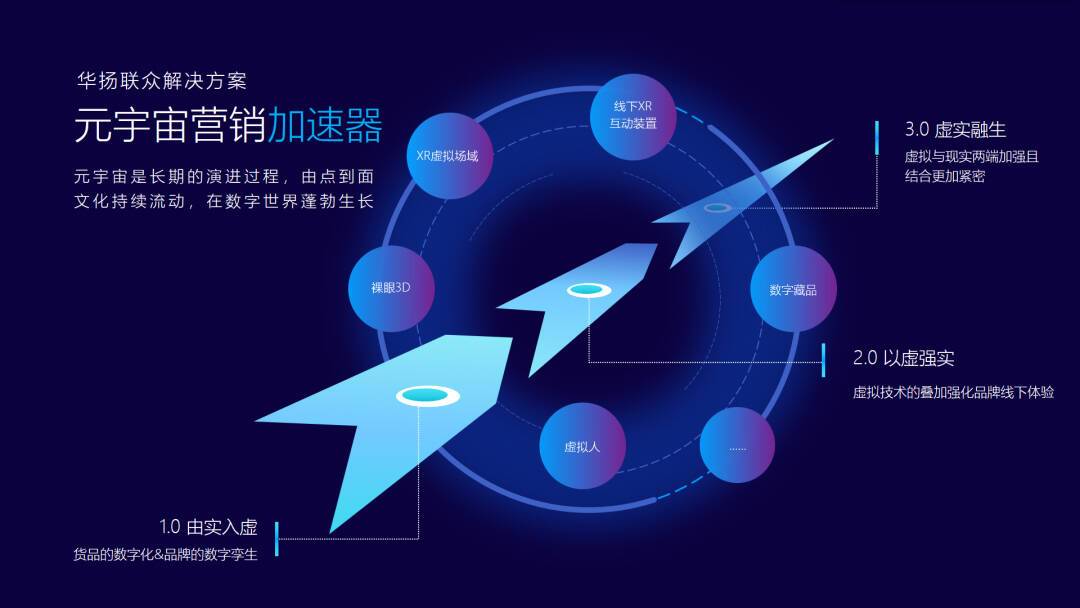 华扬联众解决方案
元宇宙营销加速器
元宇宙是长期的演进过程，由点到面
文化持续流动，在数字世界蓬勃生长
线下XR
互动装置
XR虚拟场域
裸眼3D
数字藏品
虚拟人
......
3.0 虚实融生
虚拟与现实两端加强且
结合更加紧密
2.0 以虚强实
虚拟技术的叠加强化品牌线下体验
1.0 由实入虚
货品的数字化&品牌的数字孪生